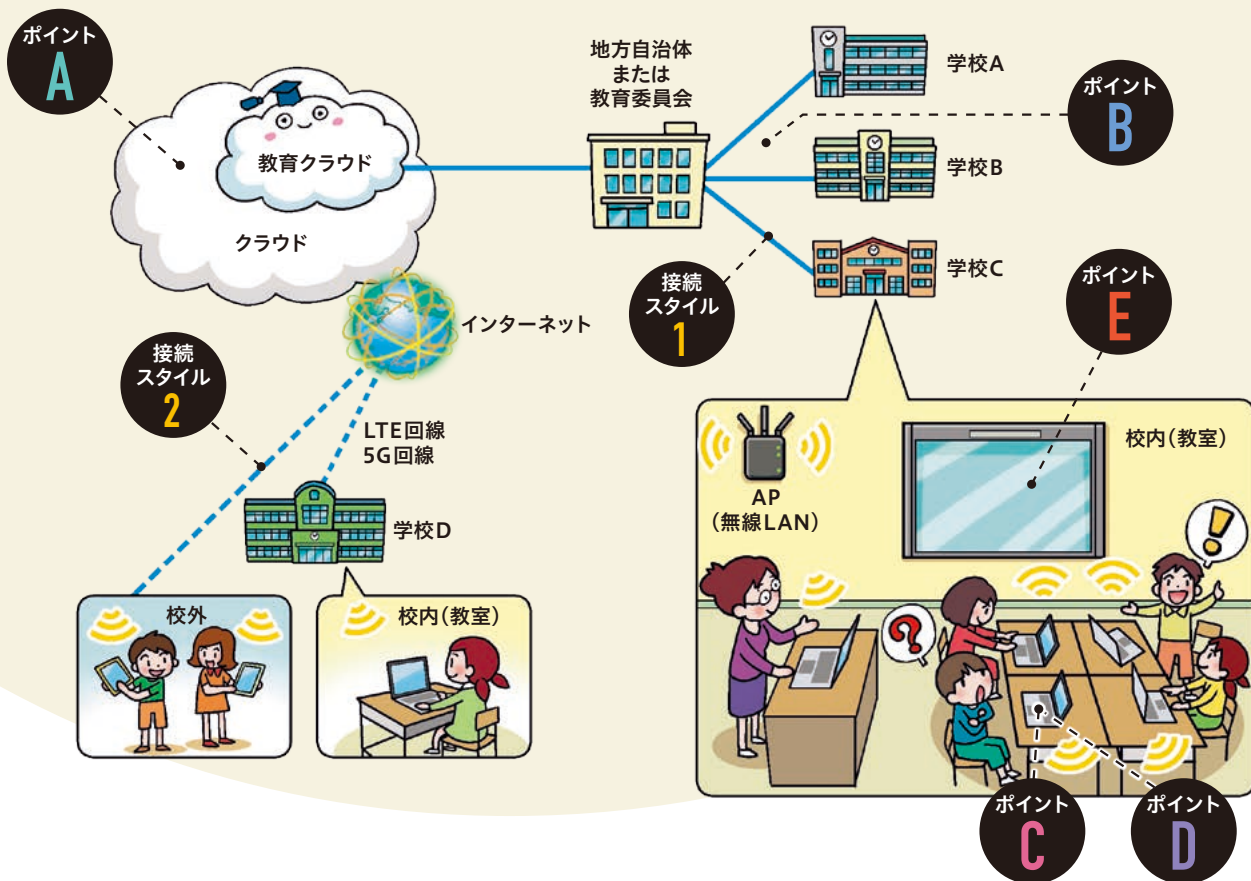 ポイント
A
教育クラウド
クラウド
地方自治体
または
教育委員会
学校A
学校B
学校C
ポイント
B
接続
スタイル
1
インターネット
接続
スタイル
2
LTE回線
5G回線
学校D
校外
校内(教室)
ポイント
E
AP
(無線LAN)
校内(教室)
!
?
ポイント
C
ポイント
D